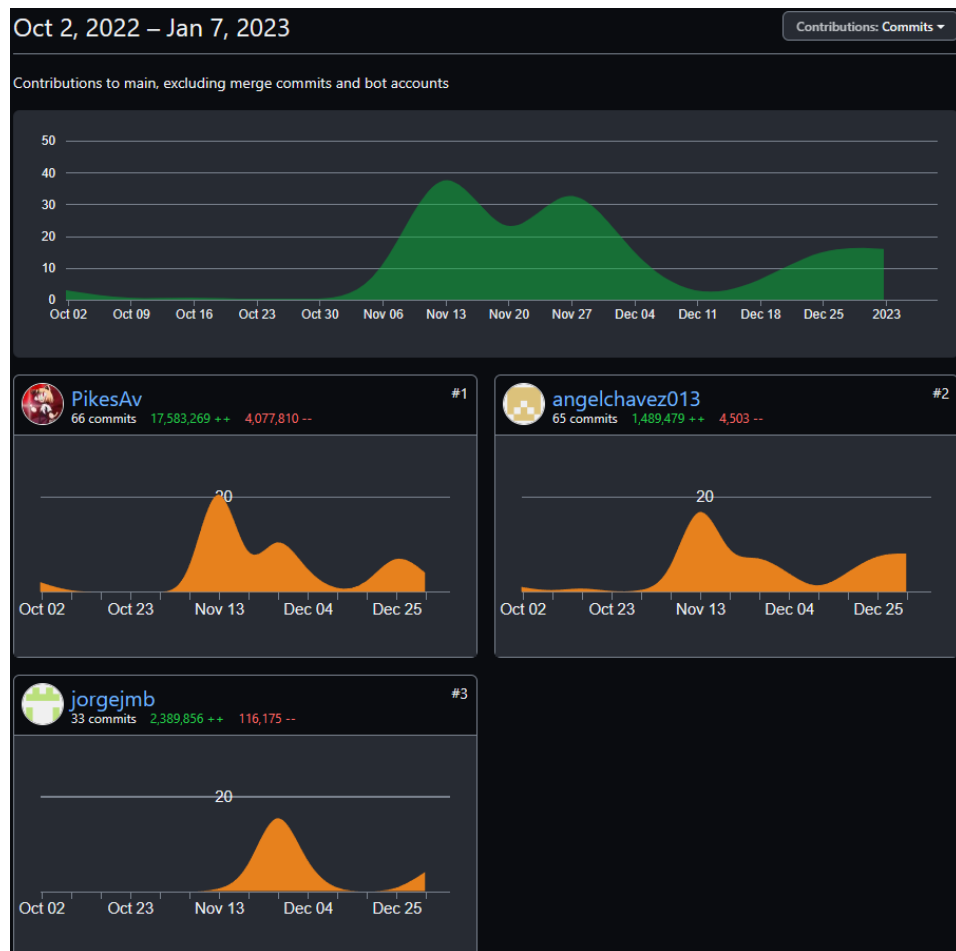 Oct 2, 2022 – Jan 7, 2023
Contributions: Commits
Contributions to main, excluding merge commits and bot accounts
50
40
30
20
10
0
Oct 02 Oct 09 Oct 16 Oct 23 Oct 30 Nov 06 Nov 13 Nov 20 Nov 27 Dec 04 Dec 11 Dec 18 Dec 25 2023
PikesAv #1
66 commits 17,583,269 ++ 4,077,810 --
20
Oct 02 Oct 23 Nov 13 Dec 04 Dec 25
angelchavez013 #2
65 commits 1,489,479 ++ 4,503 --
20
Oct 02 Oct 23 Nov 13 Dec 04 Dec 25
jorgejmb #3
33 commits 2,389,856 ++ 116,175 --
20
Oct 02 Oct 23 Nov 13 Dec 04 Dec 25